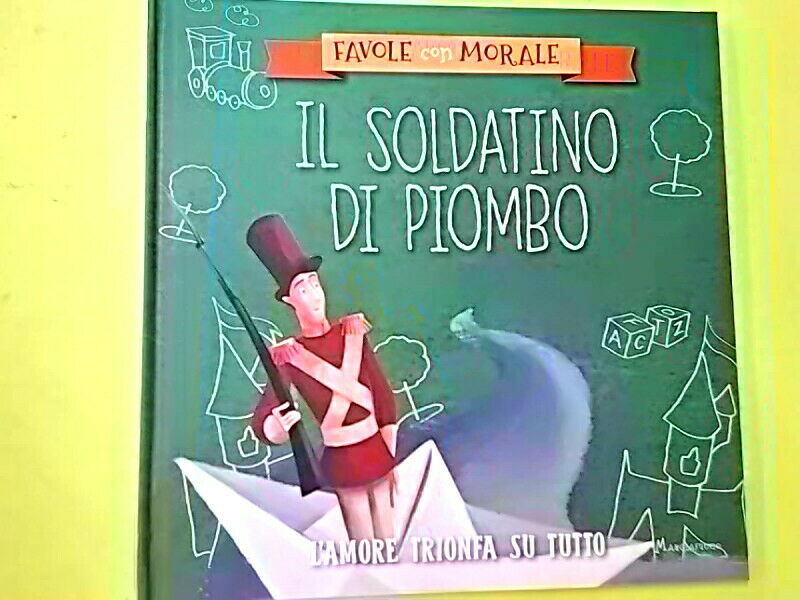 FAVOLE con MORALE
IL SOLDATINO
DI PIOMBO
A C T Z
L'AMORE TRIONFA SU TUTTO